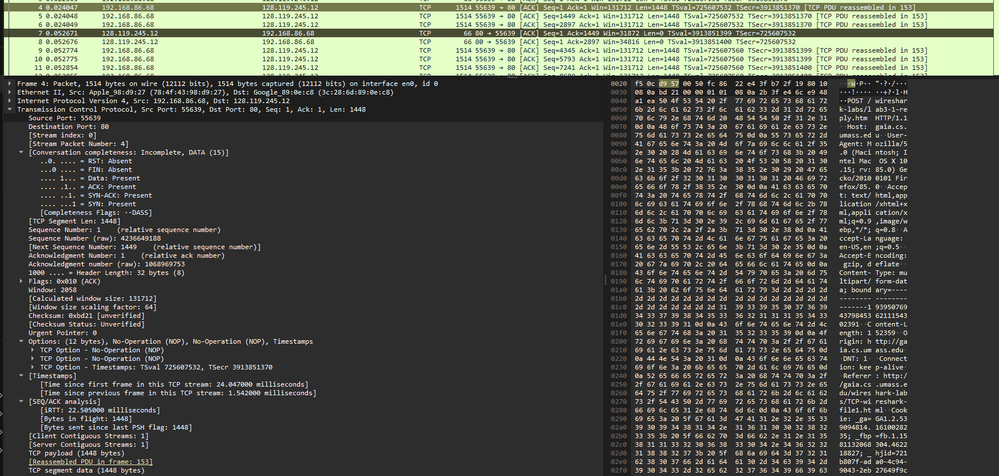 4 0.024047 192.168.86.68 128.119.245.12 TCP 1514 55639 → 80 [ACK] Seq=1 Ack=1 Win=131712 Len=1448 TSval=725607532 TSecr=3913851370 [TCP PDU reassembled in 153]
5 0.024048 192.168.86.68 128.119.245.12 TCP 1514 55639 → 80 [ACK] Seq=1449 Ack=1 Win=131712 Len=1448 TSval=725607532 TSecr=3913851370 [TCP PDU reassembled in 153]
6 0.024049 192.168.86.68 128.119.245.12 TCP 1514 55639 → 80 [ACK] Seq=2897 Ack=1 Win=131712 Len=1448 TSval=725607532 TSecr=3913851370 [TCP PDU reassembled in 153]
7 0.052671 128.119.245.12 192.168.86.68 TCP 66 80 → 55639 [ACK] Seq=1 Ack=1449 Win=31872 Len=0 TSval=3913851399 TSecr=725607532
8 0.052676 128.119.245.12 192.168.86.68 TCP 66 80 → 55639 [ACK] Seq=1 Ack=2897 Win=34816 Len=0 TSval=3913851400 TSecr=725607532
9 0.052774 192.168.86.68 128.119.245.12 TCP 1514 55639 → 80 [ACK] Seq=4345 Ack=1 Win=131712 Len=1448 TSval=725607560 TSecr=3913851399 [TCP PDU reassembled in 153]
10 0.052775 192.168.86.68 128.119.245.12 TCP 1514 55639 → 80 [ACK] Seq=5793 Ack=1 Win=131712 Len=1448 TSval=725607560 TSecr=3913851399 [TCP PDU reassembled in 153]
11 0.052854 192.168.86.68 128.119.245.12 TCP 1514 55639 → 80 [ACK] Seq=7241 Ack=1 Win=131712 Len=1448 TSval=725607560 TSecr=3913851400 [TCP PDU reassembled in 153]
Frame 4: Packet, 1514 bytes on wire (12112 bits), 1514 bytes captured (12112 bits) on interface en0, id 0
Ethernet II, Src: Apple_98:d9:27 (78:4f:43:98:d9:27), Dst: Google_89:0e:c8 (3c:28:6d:89:0e:c8)
Internet Protocol Version 4, Src: 192.168.86.68, Dst: 128.119.245.12
Transmission Control Protocol, Src Port: 55639, Dst Port: 80, Seq: 1, Ack: 1, Len: 1448
Source Port: 55639
Destination Port: 80
[Stream index: 0]
[Stream Packet Number: 4]
[Conversation completeness: Incomplete, DATA (15)]
..0. .... = RST: Absent
...0 .... = FIN: Absent
.... 1... = Data: Present
.... .1.. = ACK: Present
.... ..1. = SYN-ACK: Present
.... ...1 = SYN: Present
[Completeness Flags: ··DASS]
[TCP Segment Len: 1448]
Sequence Number: 1    (relative sequence number)
Sequence Number (raw): 4236649188
[Next Sequence Number: 1449    (relative sequence number)]
Acknowledgment Number: 1    (relative ack number)
Acknowledgment number (raw): 1068969753
1000 .... = Header Length: 32 bytes (8)
Flags: 0x010 (ACK)
Window: 2058
[Calculated window size: 131712]
[Window size scaling factor: 64]
Checksum: 0xbd21 [unverified]
[Checksum Status: Unverified]
Urgent Pointer: 0
Options: (12 bytes), No-Operation (NOP), No-Operation (NOP), Timestamps
TCP Option - No-Operation (NOP)
TCP Option - No-Operation (NOP)
TCP Option - Timestamps: TSval 725607532, TSecr 3913851370
[Timestamps]
[Time since first frame in this TCP stream: 24.047000 milliseconds]
[Time since previous frame in this TCP stream: 1.542000 milliseconds]
[SEQ/ACK analysis]
[iRTT: 22.505000 milliseconds]
[Bytes in flight: 1448]
[Bytes sent since last PSH flag: 1448]
[Client Contiguous Streams: 1]
[Server Contiguous Streams: 1]
TCP payload (1448 bytes)
[Reassembled PDU in frame: 153]
TCP segment data (1448 bytes)
0020 f5 0c d9 57 00 50 fc 86 22 e4 3f b7 2f 19 80 10 ···W·P·· "·?·/···
0030 08 0a bd 21 00 00 01 01 08 0a 2b 3f e4 6c e9 48 ···!···· ··+?·l·H
0040 a1 ea 50 4f 53 54 20 2f 77 69 72 65 73 68 61 72 ··POST / wireshar
0050 6b 2d 6c 61 62 73 2f 6c 61 62 33 2d 31 2d 72 65 k-labs/l ab3-1-re
0060 70 6c 79 2e 68 74 6d 20 48 54 54 50 2f 31 2e 31 ply.htm HTTP/1.1
0070 0d 0a 48 6f 73 74 3a 20 67 61 69 61 2e 63 73 2e ··Host: gaia.cs.
0080 75 6d 61 73 73 2e 65 64 75 0d 0a 55 73 65 72 2d umass.ed u··User-
0090 41 67 65 6e 74 3a 20 4d 6f 7a 69 6c 6c 61 2f 35 Agent: M ozilla/5
00a0 2e 30 20 28 4d 61 63 69 6e 74 6f 73 68 3b 20 49 .0 (Maci ntosh; I
00b0 6e 74 65 6c 20 4d 61 63 20 4f 53 20 58 20 31 30 ntel Mac OS X 10
00c0 2e 31 35 3b 20 72 76 3a 38 35 2e 30 29 20 47 65 .15; rv: 85.0) Ge
00d0 63 6b 6f 2f 32 30 31 30 30 31 30 31 20 46 69 72 cko/2010 0101 Fir
00e0 65 66 6f 78 2f 38 35 2e 30 0d 0a 41 63 63 65 70 efox/85. 0··Accep
00f0 74 3a 20 74 65 78 74 2f 68 74 6d 6c 2c 61 70 70 t: text/ html,app
0100 6c 69 63 61 74 69 6f 6e 2f 78 68 74 6d 6c 2b 78 lication /xhtml+x
0110 6d 6c 2c 61 70 70 6c 69 63 61 74 69 6f 6e 2f 78 ml,appli cation/x
0120 6d 6c 3b 71 3d 30 2e 39 2c 69 6d 61 67 65 2f 77 ml;q=0.9 ,image/w
0130 65 62 70 2c 2a 2f 2a 3b 71 3d 30 2e 38 0d 0a 41 ebp,*/*; q=0.8··A
0140 63 63 65 70 74 2d 4c 61 6e 67 75 61 67 65 3a 20 ccept-La nguage:
0150 65 6e 2d 55 53 2c 65 6e 3b 71 3d 30 2e 35 0d 0a en-US,en ;q=0.5··
0160 41 63 63 65 70 74 2d 45 6e 63 6f 64 69 6e 67 3a Accept-E ncoding:
0170 20 67 7a 69 70 2c 20 64 65 66 6c 61 74 65 0d 0a gzip, d eflate··
0180 43 6f 6e 74 65 6e 74 2d 54 79 70 65 3a 20 6d 75 Content- Type: mu
0190 6c 74 69 70 61 72 74 2f 66 6f 72 6d 2d 64 61 74 ltipart/ form-dat
01a0 61 3b 20 62 6f 75 6e 64 61 72 79 3d 2d 2d 2d 2d a; bound ary=----
01b0 2d 2d 2d 2d 2d 2d 2d 2d 2d 2d 2d 2d 2d 2d 2d 2d -------- --------
01c0 2d 2d 2d 2d 2d 2d 2d 31 39 33 39 35 30 37 36 39 -------1 93950769
01d0 34 33 37 39 38 34 35 33 36 32 31 31 31 35 34 33 43798453 62111543
01e0 30 32 33 39 31 0d 0a 43 6f 6e 74 65 6e 74 2d 4c 02391··C ontent-L
01f0 65 6e 67 74 68 3a 20 31 35 32 33 35 39 0d 0a 4f ength: 1 52359··O
0200 72 69 67 69 6e 3a 20 68 74 74 70 3a 2f 2f 67 61 rigin: h ttp://ga
0210 69 61 2e 63 73 2e 75 6d 61 73 73 2e 65 64 75 0d ia.cs.um ass.edu·
0220 0a 44 4e 54 3a 20 31 0d 0a 43 6f 6e 6e 65 63 74 ·DNT: 1· ·Connect
0230 69 6f 6e 3a 20 6b 65 65 70 2d 61 6c 69 76 65 0d ion: kee p-alive·
0240 0a 52 65 66 65 72 65 72 3a 20 68 74 74 70 3a 2f ·Referer : http:/
0250 2f 67 61 69 61 2e 63 73 2e 75 6d 61 73 73 2e 65 /gaia.cs .umass.e
0260 64 75 2f 77 69 72 65 73 68 61 72 6b 2d 6c 61 62 du/wires hark-lab
0270 73 2f 54 43 50 2d 77 69 72 65 73 68 61 72 6b 2d s/TCP-wi reshark-
0280 66 69 6c 65 31 2e 68 74 6d 6c 0d 0a 43 6f 6f 6b file1.ht ml··Cook
0290 69 65 3a 20 5f 67 61 3d 47 41 31 2e 32 2e 35 33 ie: _ga= GA1.2.53
02a0 39 30 39 34 38 31 34 2e 31 36 31 30 30 32 38 32 9094814. 16100282
02b0 33 35 3b 20 5f 66 62 70 3d 66 62 2e 31 2e 31 35 35; _fbp =fb.1.15
02c0 38 31 31 33 32 30 36 38 33 30 34 2e 34 36 32 32 81132068 304.4622
02d0 31 38 38 32 37 3b 20 5f 68 6a 69 64 3d 37 32 31 18827; _ hjid=721
02e0 62 38 30 37 66 2d 61 64 61 30 2d 34 63 39 34 2d b807f-ad a0-4c94-
02f0 39 30 34 33 2d 32 65 62 32 37 36 34 39 66 39 63 9043-2eb 27649f9c